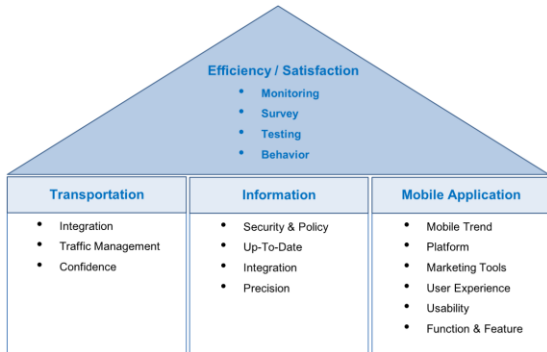 Efficiency / Satisfaction
• Monitoring
• Survey
• Testing
• Behavior
Transportation
• Integration
• Traffic Management
• Confidence
Information
• Security & Policy
• Up-To-Date
• Integration
• Precision
Mobile Application
• Mobile Trend
• Platform
• Marketing Tools
• User Experience
• Usability
• Function & Feature